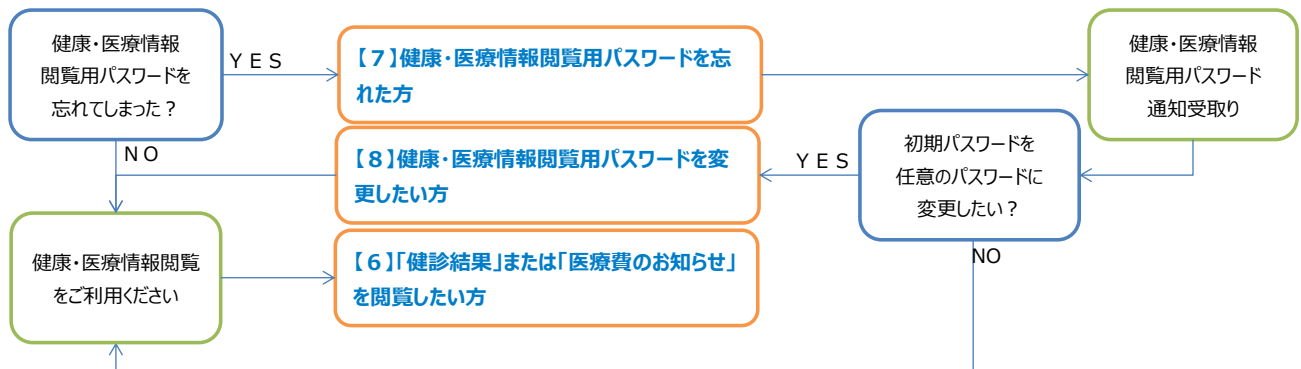 健康・医療情報
閲覧用パスワードを
忘れてしまった？
ＹＥＳ
【７】健康・医療情報閲覧用パスワードを忘
れた方
健康・医療情報
閲覧用パスワード
通知受取り
ＮＯ
【８】健康・医療情報閲覧用パスワードを変
更したい方
ＹＥＳ
初期パスワードを
任意のパスワードに
変更したい？
NO
健康・医療情報閲覧
をご利用ください
【６】「健診結果」または「医療費のお知らせ」
を閲覧したい方